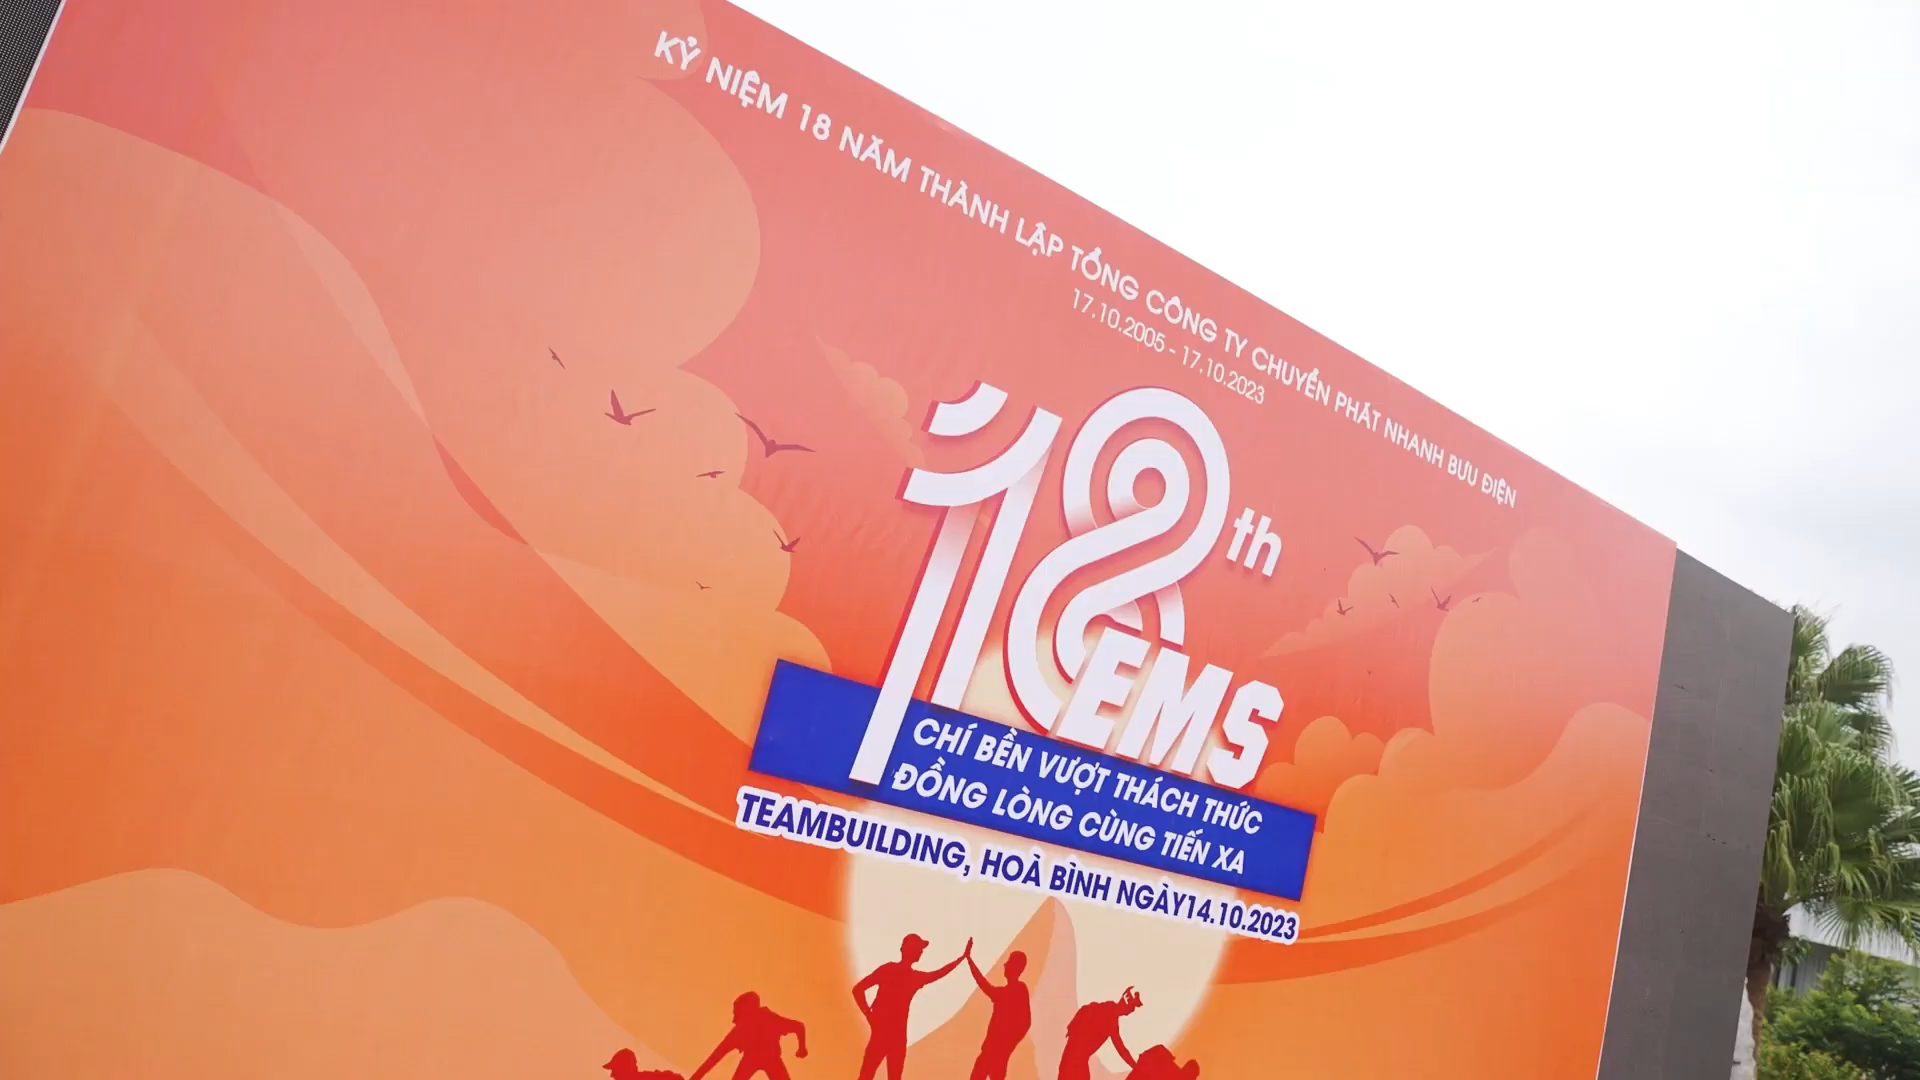 KỶ NIỆM 18 NĂM THÀNH LẬP TỔNG CÔNG TY CHUYỂN PHÁT NHANH BƯU ĐIỆN
17.10.2005 - 17.10.2023
18th
EMS
CHÍ BỀN VƯỢT THÁCH THỨC
ĐỒNG LÒNG CÙNG TIẾN XA
TEAMBUILDING, HOÀ BÌNH NGÀY14.10.2023